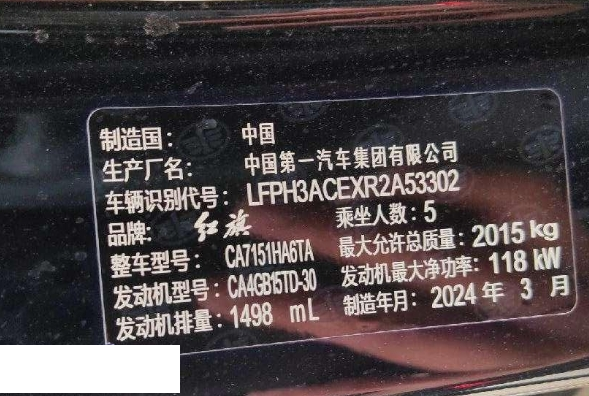 制造国：中国
生产厂名：中国第一汽车集团有限公司
车辆识别代号：LFPH3ACEXR2A53302
品牌：红旗 乘坐人数：5
整车型号：CA7151HA6TA 最大允许总质量：2015 kg
发动机型号：CA4GB15TD-30 发动机最大净功率：118 kW
发动机排量：1498 mL 制造年月：2024 年 3 月